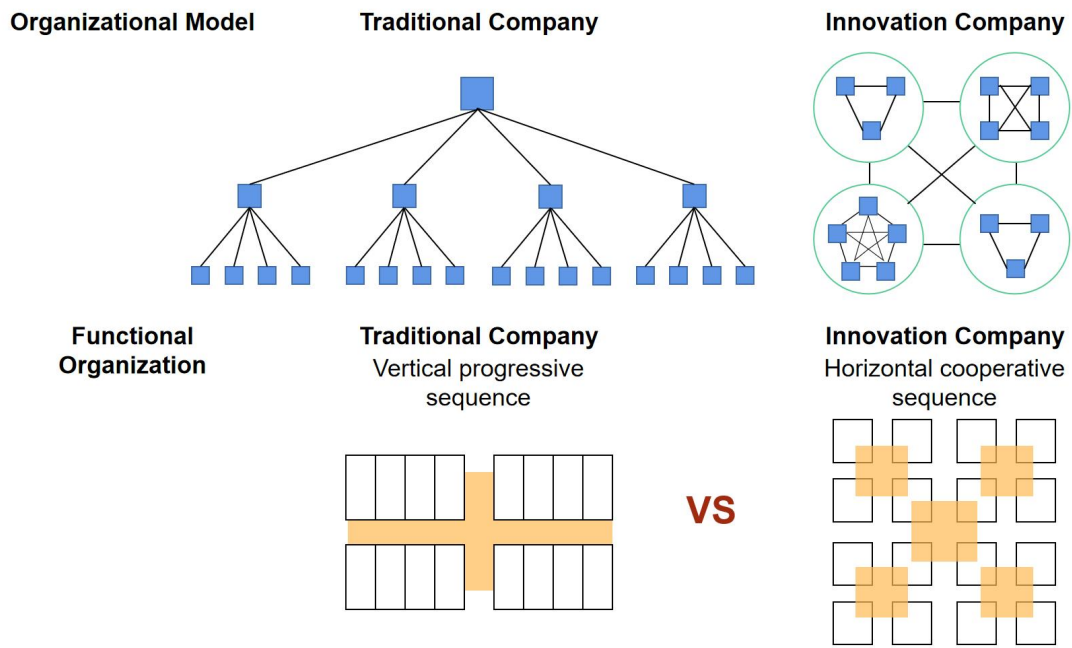 Organizational Model
Traditional Company
Innovation Company
Functional
Organization
Traditional Company
Vertical progressive
sequence
Innovation Company
Horizontal cooperative
sequence
VS